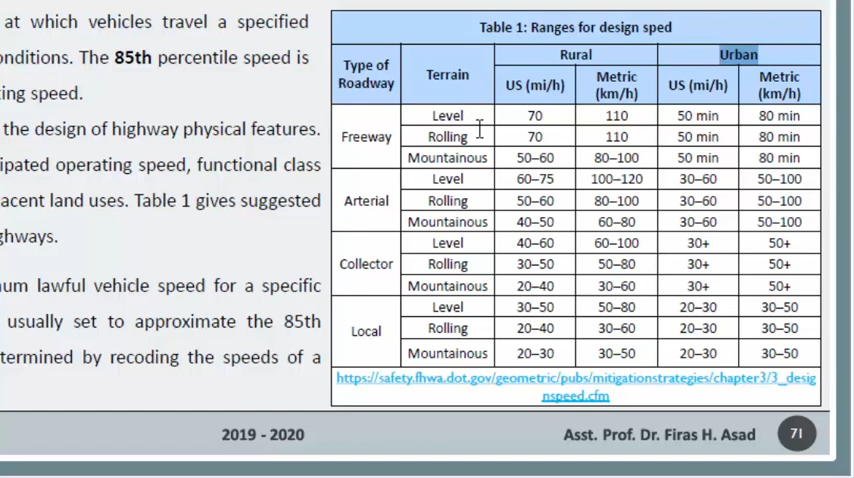 at which vehicles travel a specified
onditions. The 85th percentile speed is
ting speed.
the design of highway physical features.
ipated operating speed, functional class
acent land uses. Table 1 gives suggested
ghways.
um lawful vehicle speed for a specific
usually set to approximate the 85th
termined by recoding the speeds of a
Table 1: Ranges for design sped
Type of Roadway Terrain Rural Urban
US (mi/h) Metric (km/h) US (mi/h) Metric (km/h)
Freeway
Level 70 110 50 min 80 min
Rolling 70 110 50 min 80 min
Mountainous 50–60 80–100 50 min 80 min
Arterial
Level 60–75 100–120 30–60 50–100
Rolling 50–60 80–100 30–60 50–100
Mountainous 40–50 60–80 30–60 50–100
Collector
Level 40–60 60–100 30+ 50+
Rolling 30–50 50–80 30+ 50+
Mountainous 20–40 30–60 30+ 50+
Local
Level 30–50 50–80 20–30 30–50
Rolling 20–40 30–60 20–30 30–50
Mountainous 20–30 30–50 20–30 30–50
https://safety.fhwa.dot.gov/geometric/pubs/mitigationstrategies/chapter3/3_desig
nspeed.cfm
2019 - 2020 Asst. Prof. Dr. Firas H. Asad 71